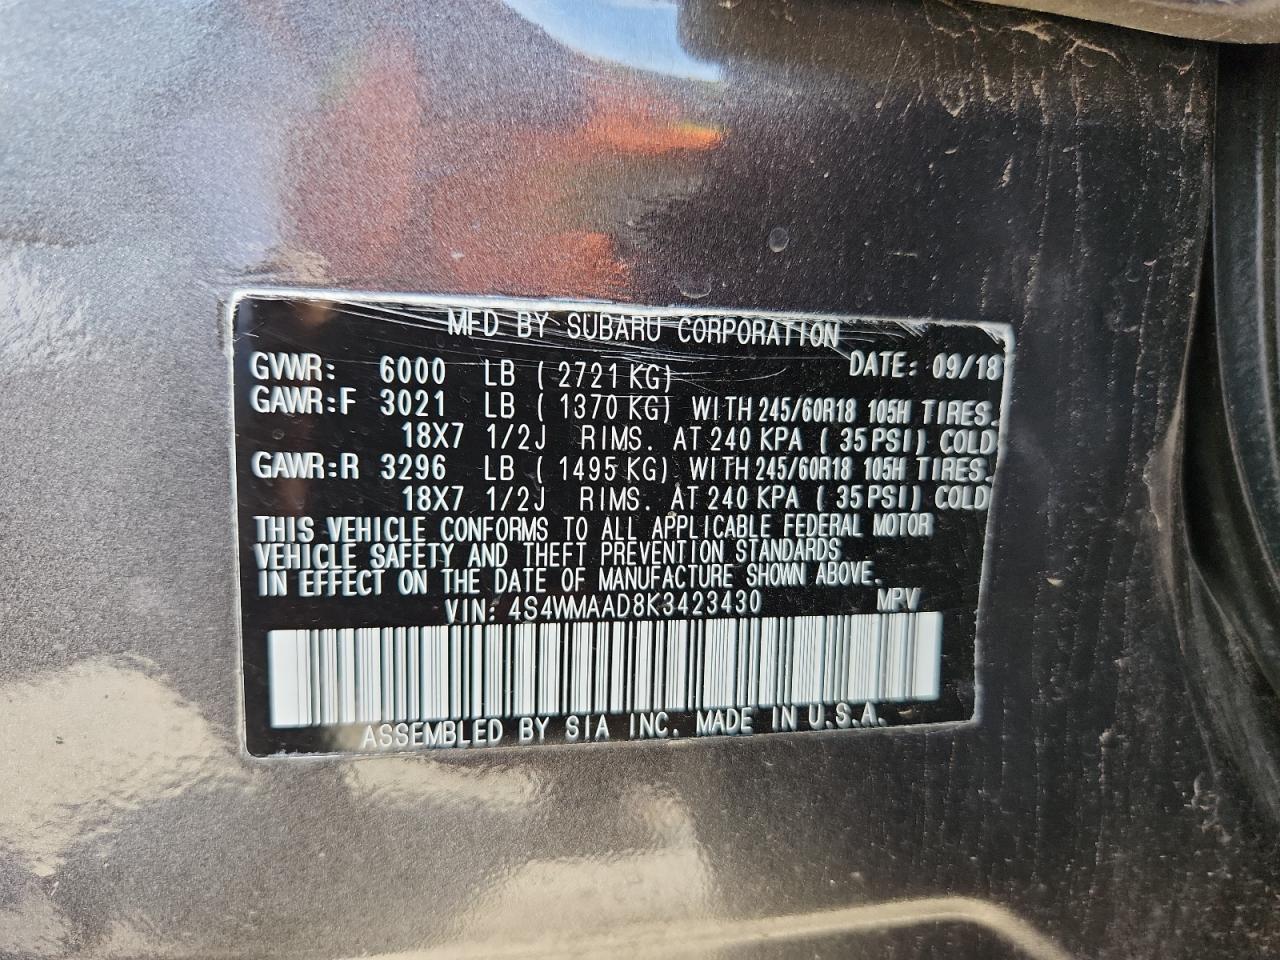 MFD BY SUBARU CORPORATION
DATE: 09/18
GVWR: 6000 LB ( 2721 KG)
GAWR:F 3021 LB ( 1370 KG) WITH 245/60R18 105H TIRES.
18X7 1/2J RIMS. AT 240 KPA ( 35 PSI) COLD
GAWR:R 3296 LB ( 1495 KG) WITH 245/60R18 105H TIRES.
18X7 1/2J RIMS. AT 240 KPA ( 35 PSI) COLD
THIS VEHICLE CONFORMS TO ALL APPLICABLE FEDERAL MOTOR
VEHICLE SAFETY AND THEFT PREVENTION STANDARDS
IN EFFECT ON THE DATE OF MANUFACTURE SHOWN ABOVE.
VIN: 4S4WMAAD8K3423430 MPV
ASSEMBLED BY SIA INC. MADE IN U.S.A.